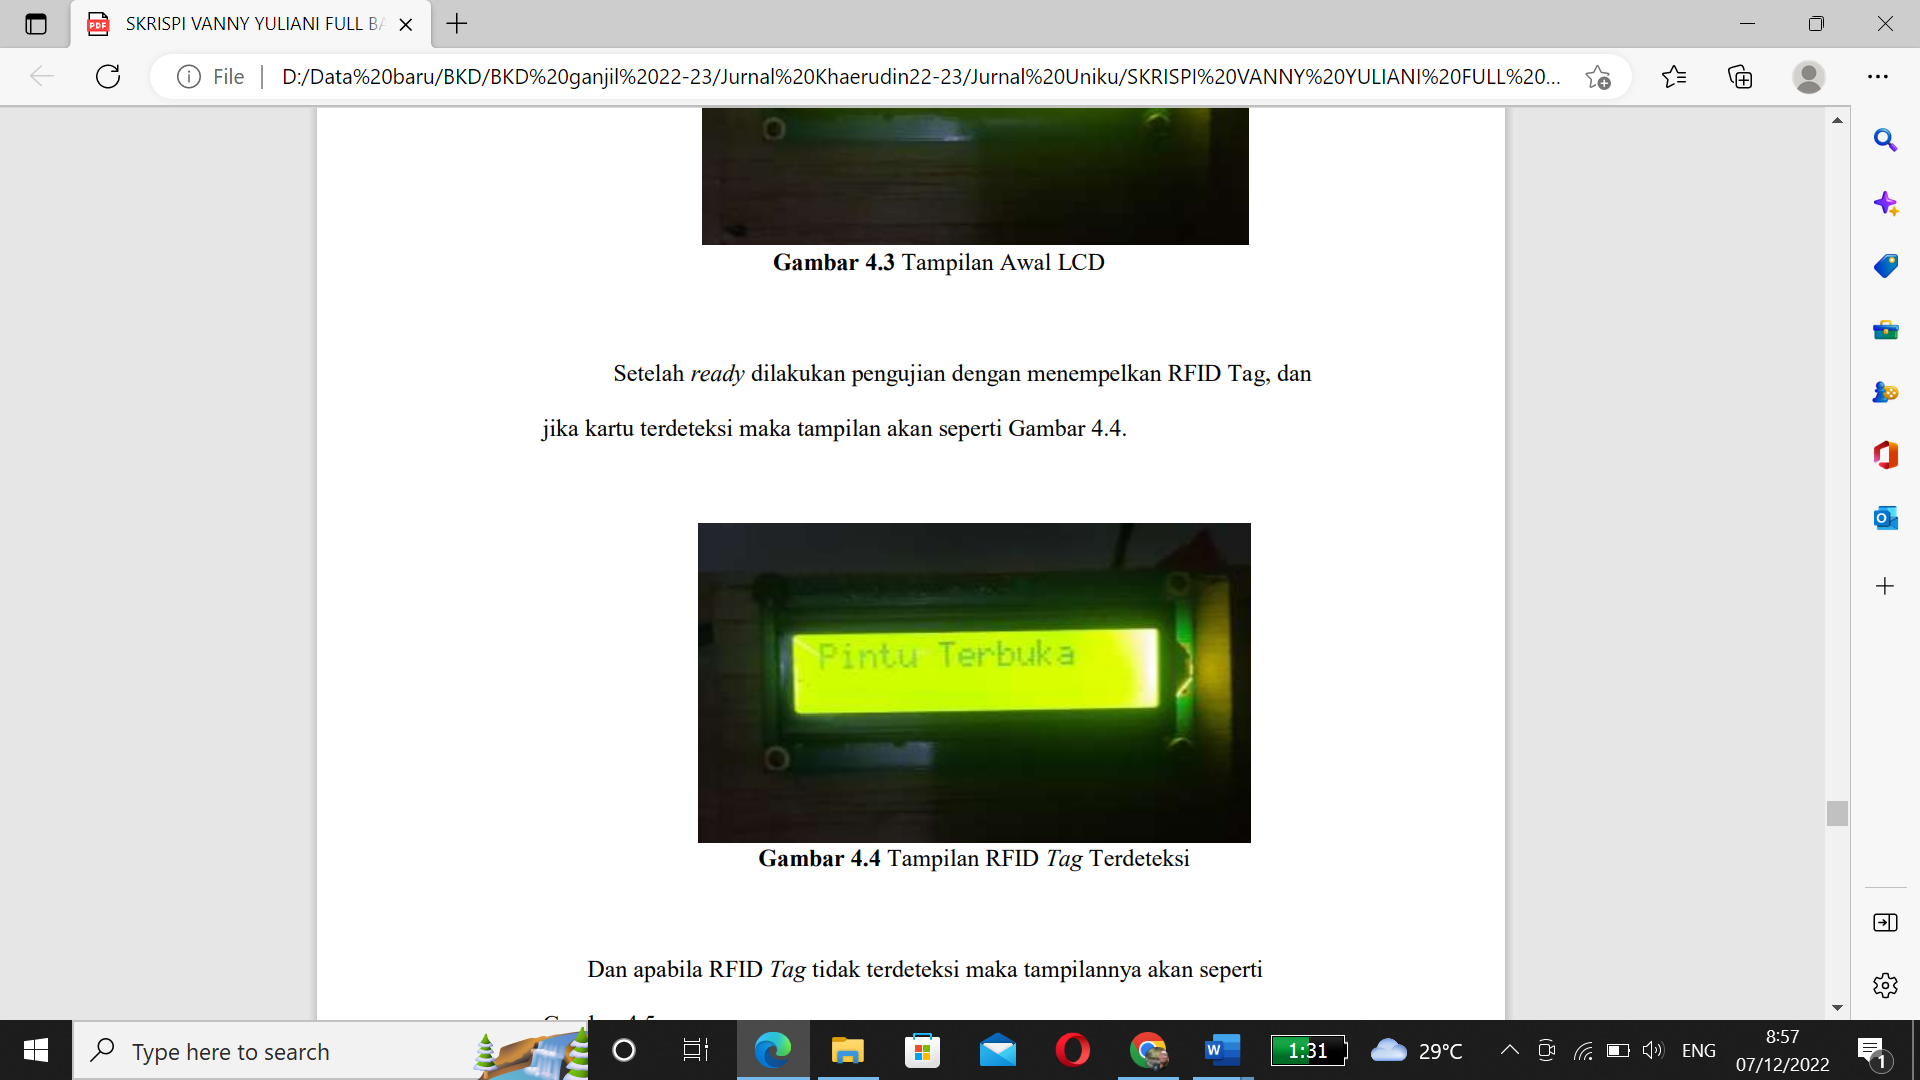 SKRISPI VANNY YULIANI FULL BA
File
D:/Data%20baru/BKD/BKD%20ganjil%2022-23/Jurnal%20Khaerudin22-23/Jurnal%20Uniku/SKRISPI%20VANNY%20YULIANI%20FULL%20...
Gambar 4.3 Tampilan Awal LCD
Setelah ready dilakukan pengujian dengan menempelkan RFID Tag, dan
jika kartu terdeteksi maka tampilan akan seperti Gambar 4.4.
Pintu Terbuka
Gambar 4.4 Tampilan RFID Tag Terdeteksi
Dan apabila RFID Tag tidak terdeteksi maka tampilannya akan seperti
Type here to search
1:31
29°C
ENG
8:57
07/12/2022
1